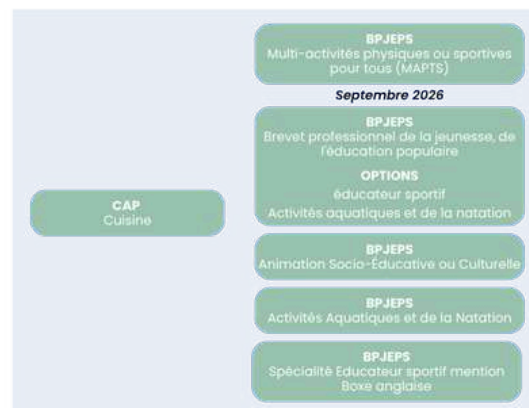 CAP
Cuisine
BPJEPS
Multi-activités physiques ou sportives
pour tous (MAPTS)
Septembre 2026
BPJEPS
Brevet professionnel de la jeunesse, de
l'éducation populaire
OPTIONS
éducateur sportif
Activités aquatiques et de la natation
BPJEPS
Animation Socio-Éducative ou Culturelle
BPJEPS
Activités Aquatiques et de la Natation
BPJEPS
Spécialité Educateur sportif mention
Boxe anglaise